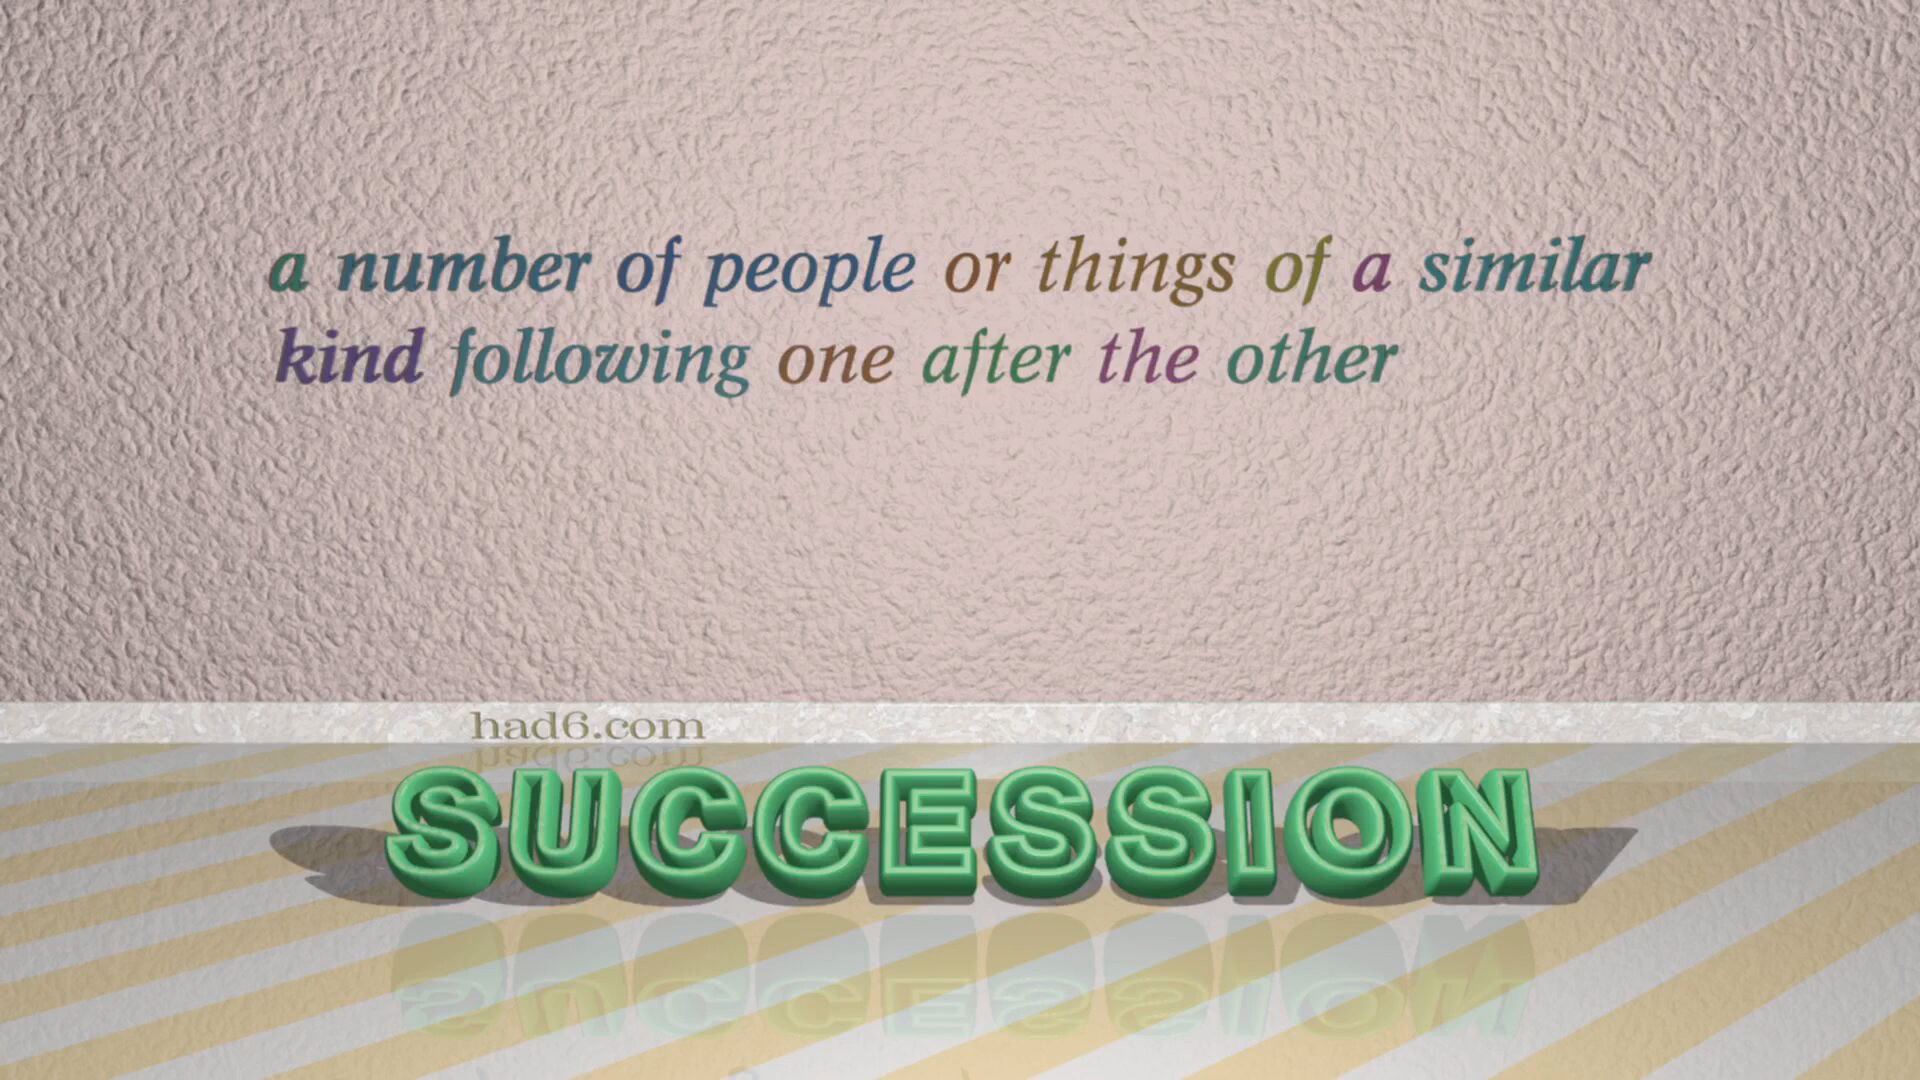 a number of people or things of a similar
kind following one after the other
had6.com
SUCCESSION